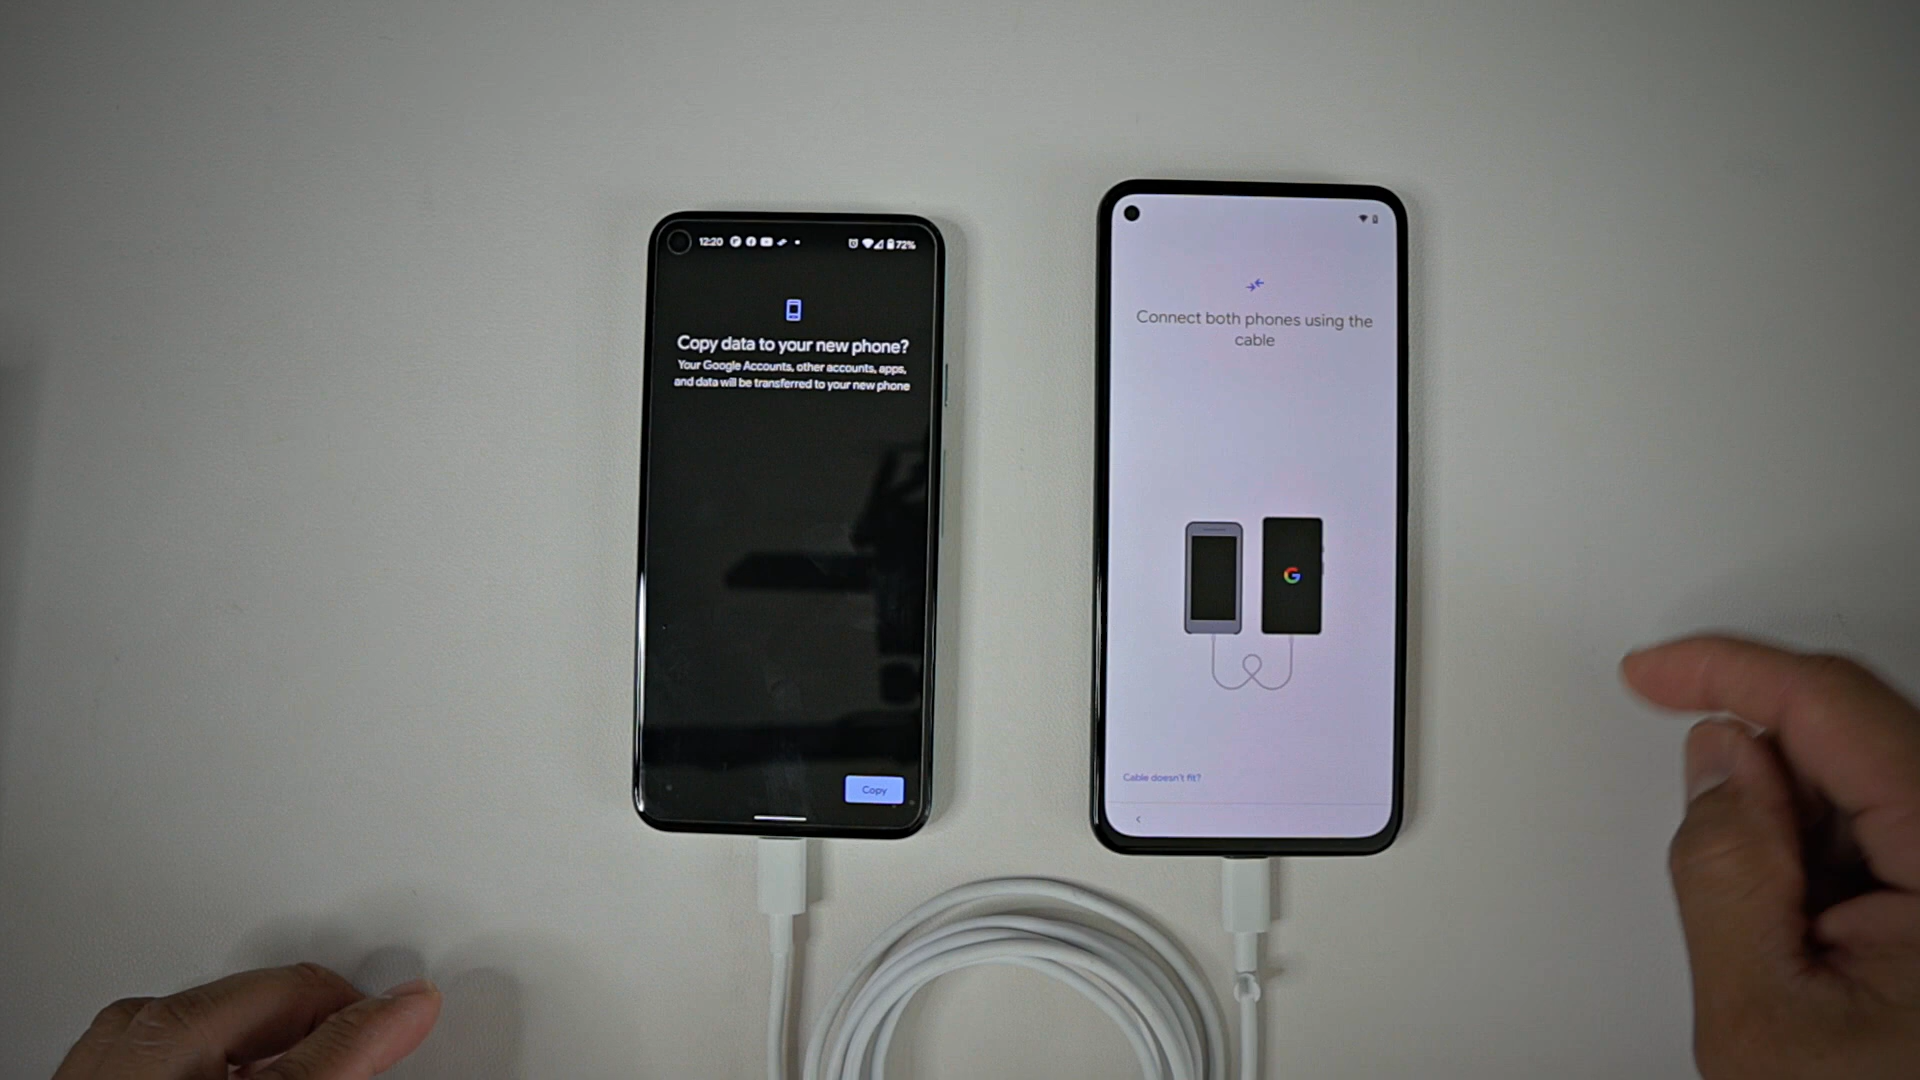 12:20
72%
Copy data to your new phone?
Your Google Accounts, other accounts, apps,
and data will be transferred to your new phone
Copy
Connect both phones using the
cable
G
Cable doesn't fit?